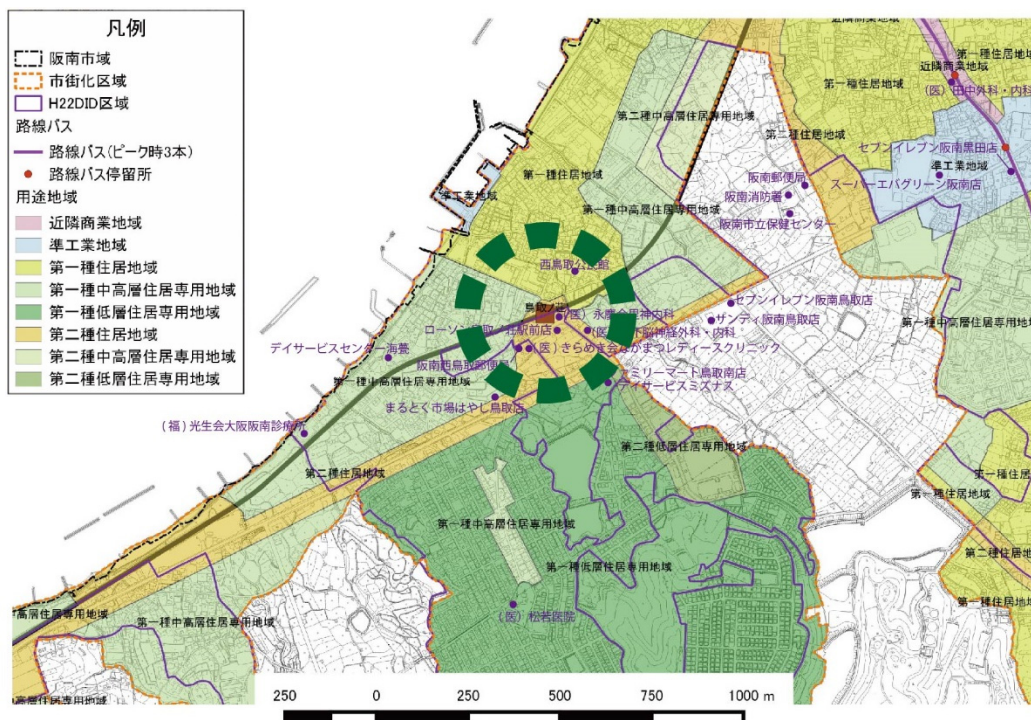 凡例
阪南市域
市街化区域
H22DID区域
路線バス
路線バス(ピーク時3本)
路線バス停留所
用途地域
近隣商業地域
準工業地域
第一種住居地域
第一種中高層住居専用地域
第一種低層住居専用地域
第二種住居地域
第二種中高層住居専用地域
第二種低層住居専用地域
近隣商業地域
第一種住居地域
近隣商業地域
第一種住居地域
(医)田中外科・内科
第二種中高層住居専用地域
第二種住居地域
セブンイレブン阪南黒田店
準工業地域
スーパーエバグリーン阪南店
第一種住居地域
準工業地域
阪南郵便局
阪南消防署
第一種中高層住居専用地域
阪南市立保健センター
西鳥取公民館
セブンイレブン阪南鳥取店
サンディ阪南鳥取店
第一種中高層住居専用地域
デイサービスセンター海甍
(医)きらめき会ながまつレディースクリニック
阪南西鳥取郵便局
第一種中高層住居専用地域
ミリーマート鳥取南店
デイサービスミズナス
まるとく市場はやし鳥取店
(福)光生会大阪阪南診療所
第二種低層住居専用地域
第二種住居地域
第一種住居
第一種住居地域
第一種中高層住居専用地域
第一種低層住居専用地域
第二種住居地域
第一種住居地域
(医)松若医院
高層住居専用地域
第一種中高層住居専用地域
250 0 250 500 750 1000 m